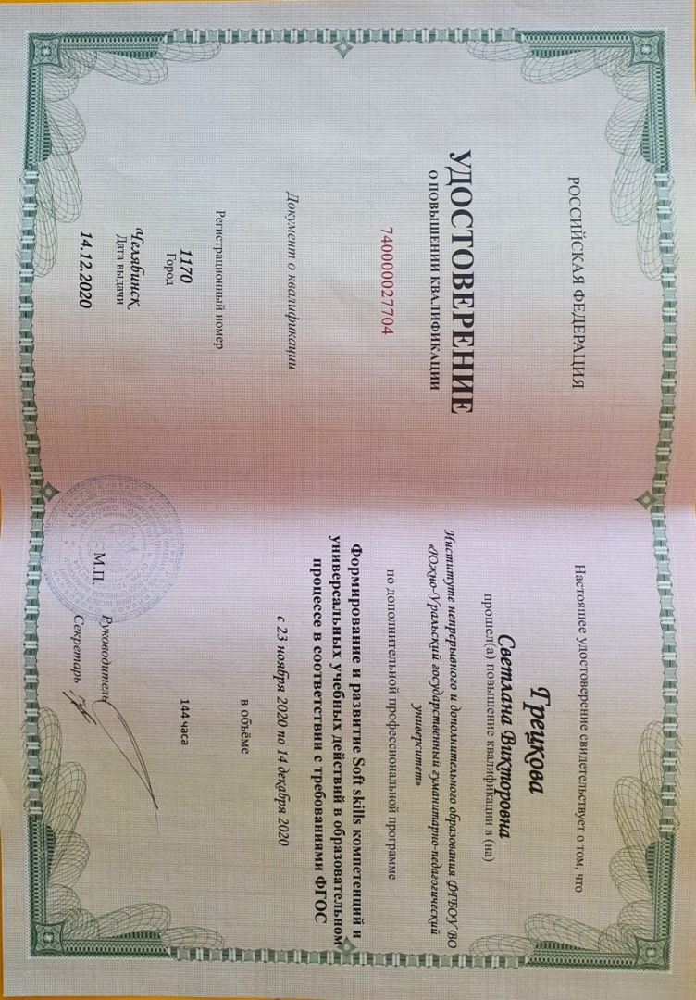 РОССИЙСКАЯ ФЕДЕРАЦИЯ
УДОСТОВЕРЕНИЕ
О ПОВЫШЕНИИ КВАЛИФИКАЦИИ
740000027704
Документ о квалификации
Регистрационный номер
1170
Город
Челябинск
Дата выдачи
14.12.2020
Настоящее удостоверение свидетельствует о том, что
Грецкова
Светлана Викторовна
прошел(а) повышение квалификации в (на)
Институте непрерывного и дополнительного образования ФГБОУ ВО
«Южно-Уральский государственный гуманитарно-педагогический
университет»
по дополнительной профессиональной программе
Формирование и развитие Soft skills компетенций и
универсальных учебных действий в образовательном
процессе в соответствии с требованиями ФГОС
с 23 ноября 2020 по 14 декабря 2020
в объёме
144 часа
М.П.
Руководитель
Секретарь